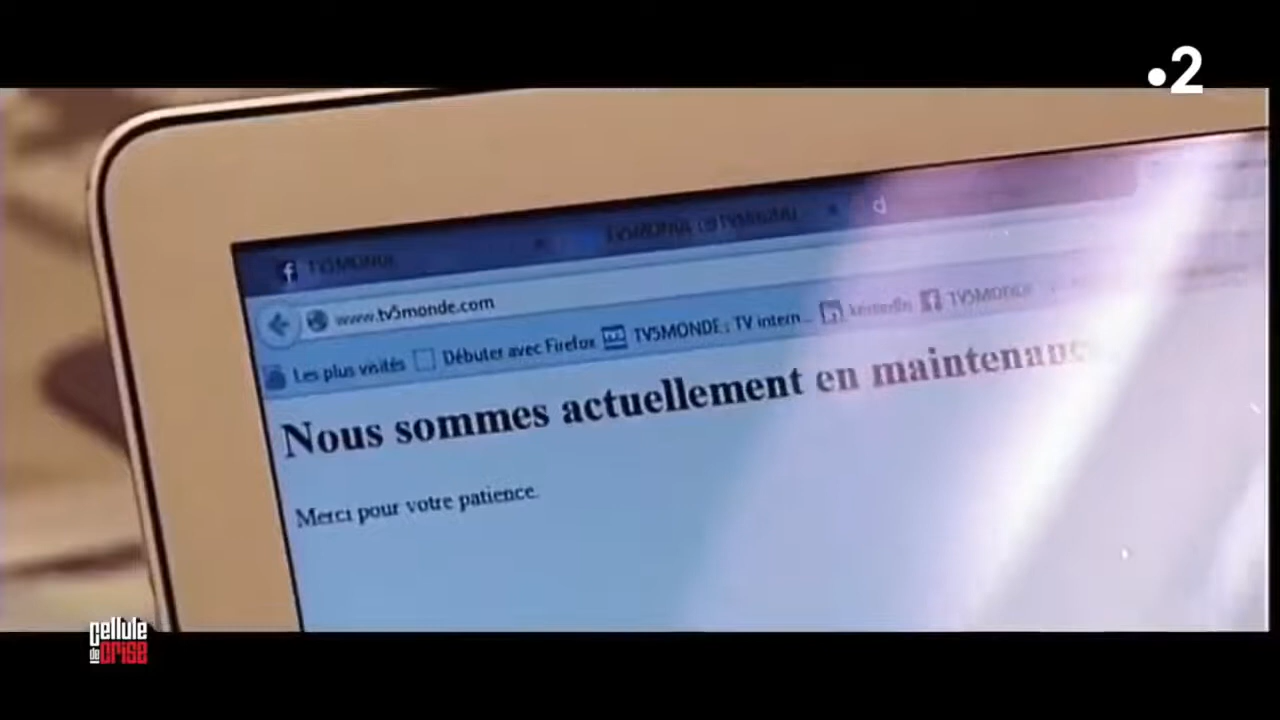 2
TV5MONDE
www.tv5monde.com
Les plus visités Débuter avec Firefox TV5MONDE : TV intern... TV5MONDE
Nous sommes actuellement en maintenance
Merci pour votre patience.
Cellule
de crise